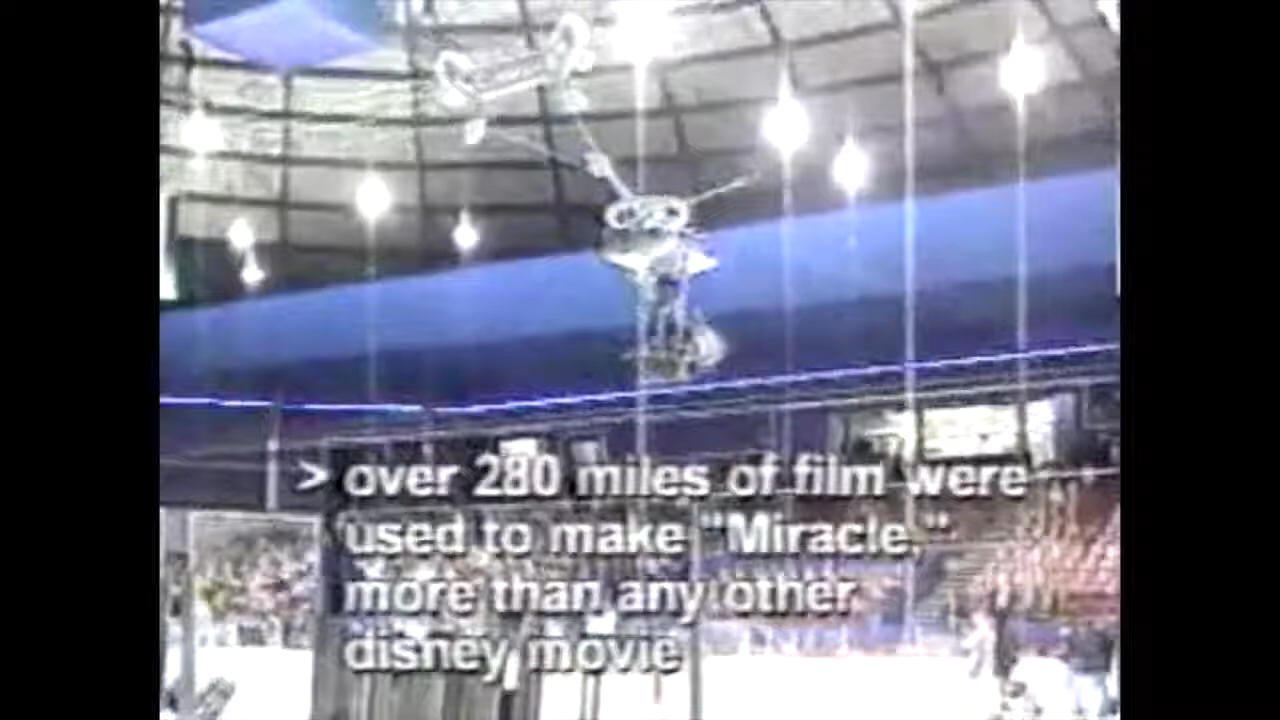 > over 280 miles of film were
used to make "Miracle,"
more than any other
disney movie